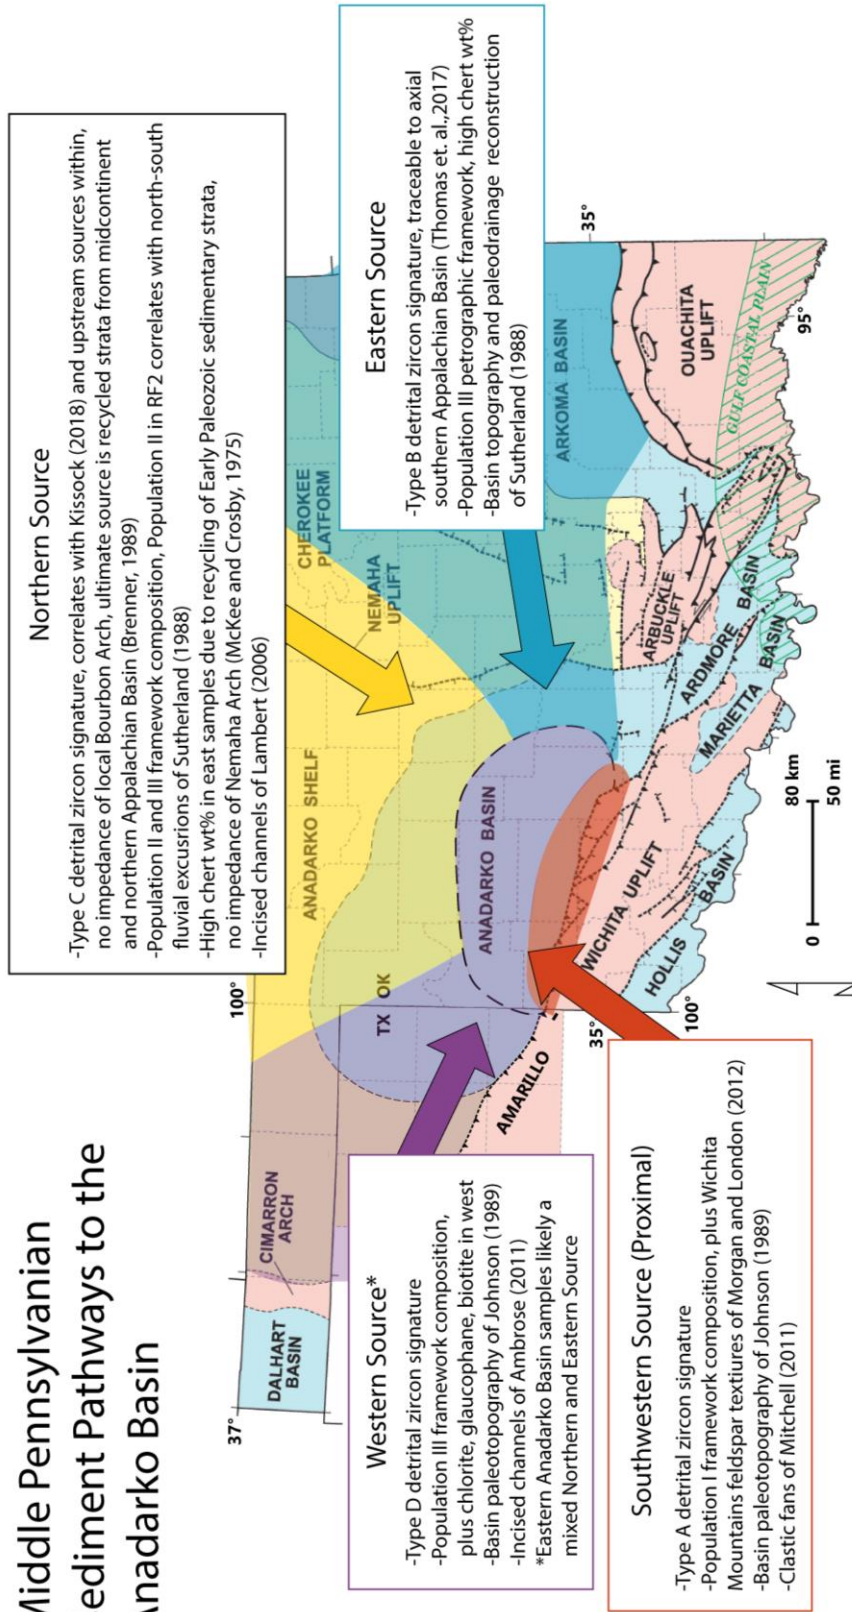 Middle Pennsylvanian
Sediment Pathways to the
Anadarko Basin
Northern Source
-Type C detrital zircon signature, correlates with Kissock (2018) and upstream sources within,
no impedance of local Bourbon Arch, ultimate source is recycled strata from midcontinent
and northern Appalachian Basin (Brenner, 1989)
-Population II and III framework composition, Population II in RF2 correlates with north-south
fluvial excusrions of Sutherland (1988)
-High chert wt% in east samples due to recycling of Early Paleozoic sedimentary strata,
no impedance of Nemaha Arch (McKee and Crosby, 1975)
-Incised channels of Lambert (2006)
Eastern Source
-Type B detrital zircon signature, traceable to axial
southern Appalachian Basin (Thomas et. al.,2017)
-Population III petrographic framework, high chert wt%
-Basin topography and paleodrainage reconstruction
of Sutherland (1988)
Western Source*
-Type D detrital zircon signature
-Population III framework composition,
plus chlorite, glaucophane, biotite in west
-Basin paleotopography of Johnson (1989)
-Incised channels of Ambrose (2011)
*Eastern Anadarko Basin samples likely a
mixed Northern and Eastern Source
Southwestern Source (Proximal)
-Type A detrital zircon signature
-Population I framework composition, plus Wichita
Mountains feldspar textures of Morgan and London (2012)
-Basin paleotopography of Johnson (1989)
-Clastic fans of Mitchell (2011)
37°
100°
DALHART
BASIN
CIMARRON
ARCH
TX OK
AMARILLO
ANADARKO SHELF
ANADARKO BASIN
NEMAHA
UPLIFT
CHEROKEE
PLATFORM
ARKOMA BASIN
35°
OUACHITA
UPLIFT
GULF COASTAL PLAIN
95°
ARBUCKLE
UPLIFT
ARDMORE BASIN
MARIETTA BASIN
WICHITA UPLIFT
HOLLIS
BASIN
35°
100°
0
80 km
50 mi